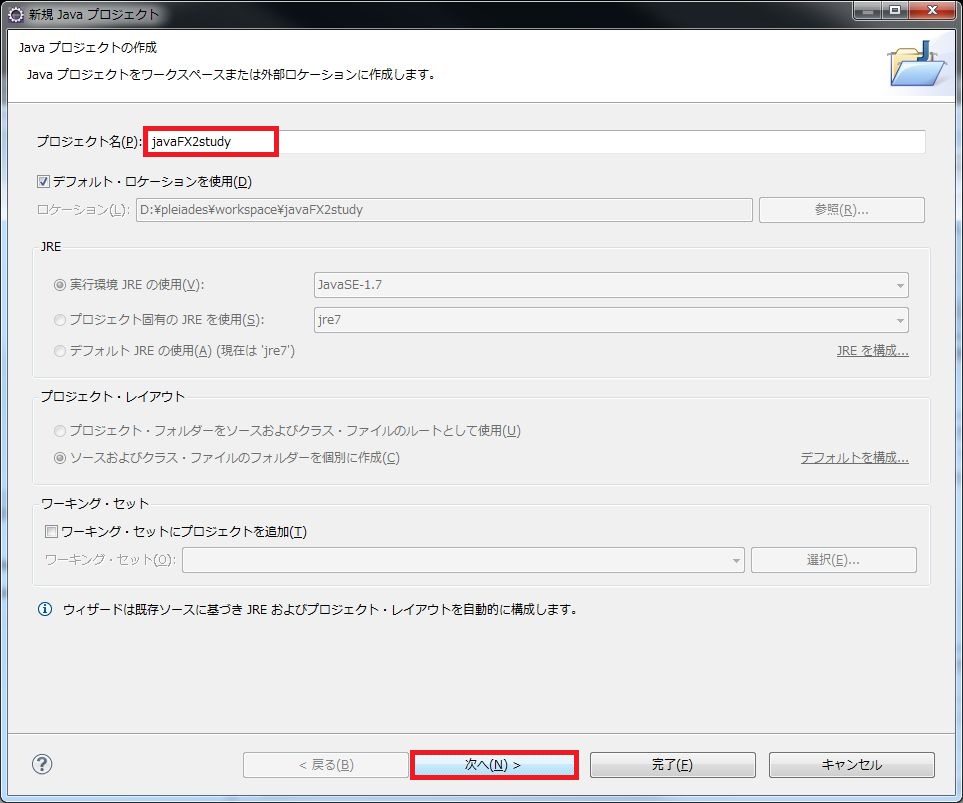 新規 Java プロジェクト
Java プロジェクトの作成
Java プロジェクトをワークスペースまたは外部ロケーションに作成します。
プロジェクト名(P): javaFX2study
デフォルト・ロケーションを使用(D)
ロケーション(L): D:¥pleiades¥workspace¥javaFX2study 参照(R)...
JRE
実行環境 JRE の使用(V): JavaSE-1.7
プロジェクト固有の JRE を使用(S): jre7
デフォルト JRE の使用(A) (現在は 'jre7') JRE を構成...
プロジェクト・レイアウト
プロジェクト・フォルダーをソースおよびクラス・ファイルのルートとして使用(U)
ソースおよびクラス・ファイルのフォルダーを個別に作成(C) デフォルトを構成...
ワーキング・セット
ワーキング・セットにプロジェクトを追加(T)
ワーキング・セット(O): 選択(E)...
ウィザードは既存ソースに基づき JRE およびプロジェクト・レイアウトを自動的に構成します。
? < 戻る(B) 次へ(N) > 完了(F) キャンセル